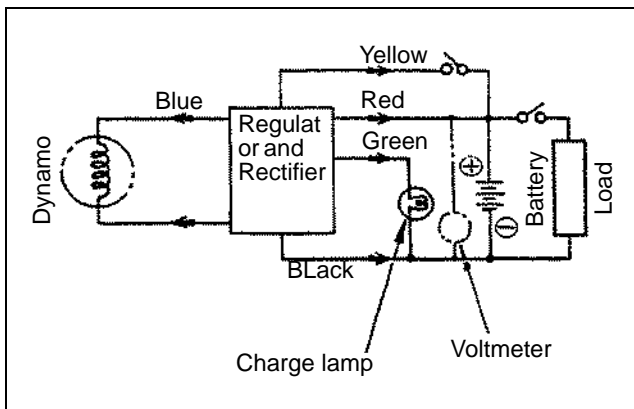 Yellow
Blue
Red
Regulat
or and
Rectifier
Green
Dynamo
+
Battery
Load
−
BLack
Charge lamp
Voltmeter